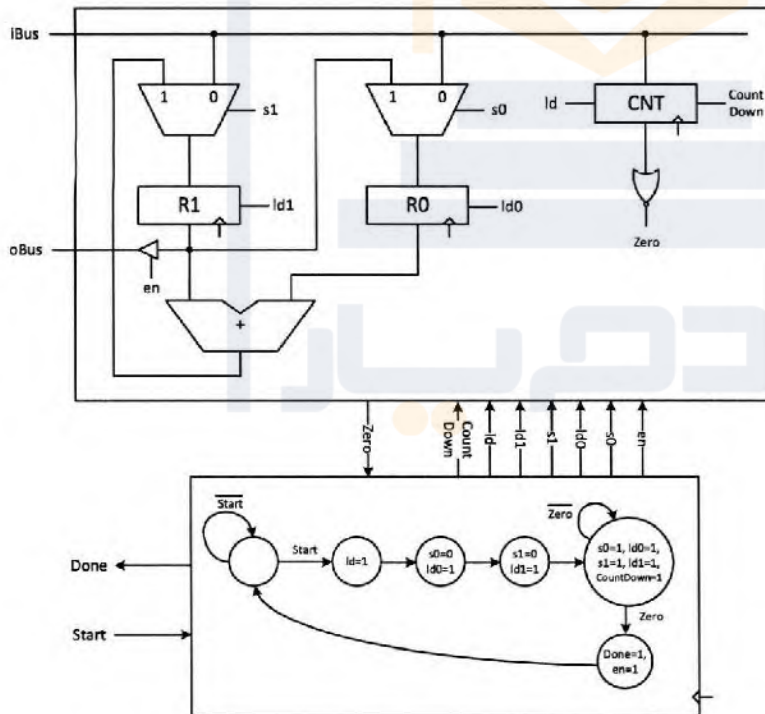 iBus
1 0
s1
1 0
s0
ld
CNT
Count
Down
R1
ld1
R0
ld0
Zero
oBus
en
+
Zero
Count
Down
ld
ld1
s1
ld0
s0
en
Start
Start
ld=1
s0=0
ld0=1
s1=0
ld1=1
Zero
s0=1, ld0=1,
s1=1, ld1=1,
CountDown=1
Zero
Done=1,
en=1
Done
Start